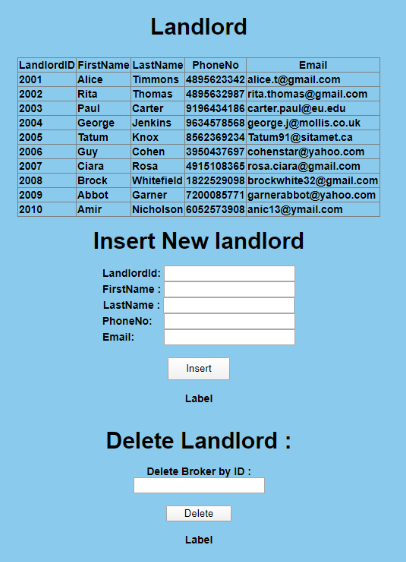 Landlord
LandlordID FirstName LastName PhoneNo Email
2001 Alice Timmons 4895623342 alice.t@gmail.com
2002 Rita Thomas 4895632987 rita.thomas@gmail.com
2003 Paul Carter 9196434186 carter.paul@eu.edu
2004 George Jenkins 9634578568 george.j@mollis.co.uk
2005 Tatum Knox 8562369234 Tatum91@sitamet.ca
2006 Guy Cohen 3950437697 cohenstar@yahoo.com
2007 Ciara Rosa 4915108365 rosa.ciara@gmail.com
2008 Brock Whitefield 1822529098 brockwhite32@gmail.com
2009 Abbot Garner 7200085771 garnerabbot@yahoo.com
2010 Amir Nicholson 6052573908 anic13@ymail.com
Insert New landlord
LandlordId:
FirstName :
LastName :
PhoneNo:
Email:
Insert
Label
Delete Landlord :
Delete Broker by ID :
Delete
Label